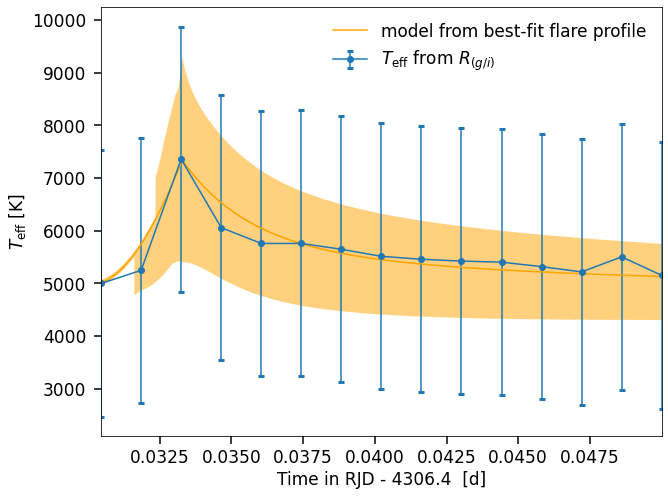 model from best-fit flare profile
T_eff from R_(g/i)
10000
9000
8000
7000
6000
5000
4000
3000
T_eff [K]
0.0325 0.0350 0.0375 0.0400 0.0425 0.0450 0.0475
Time in RJD - 4306.4 [d]